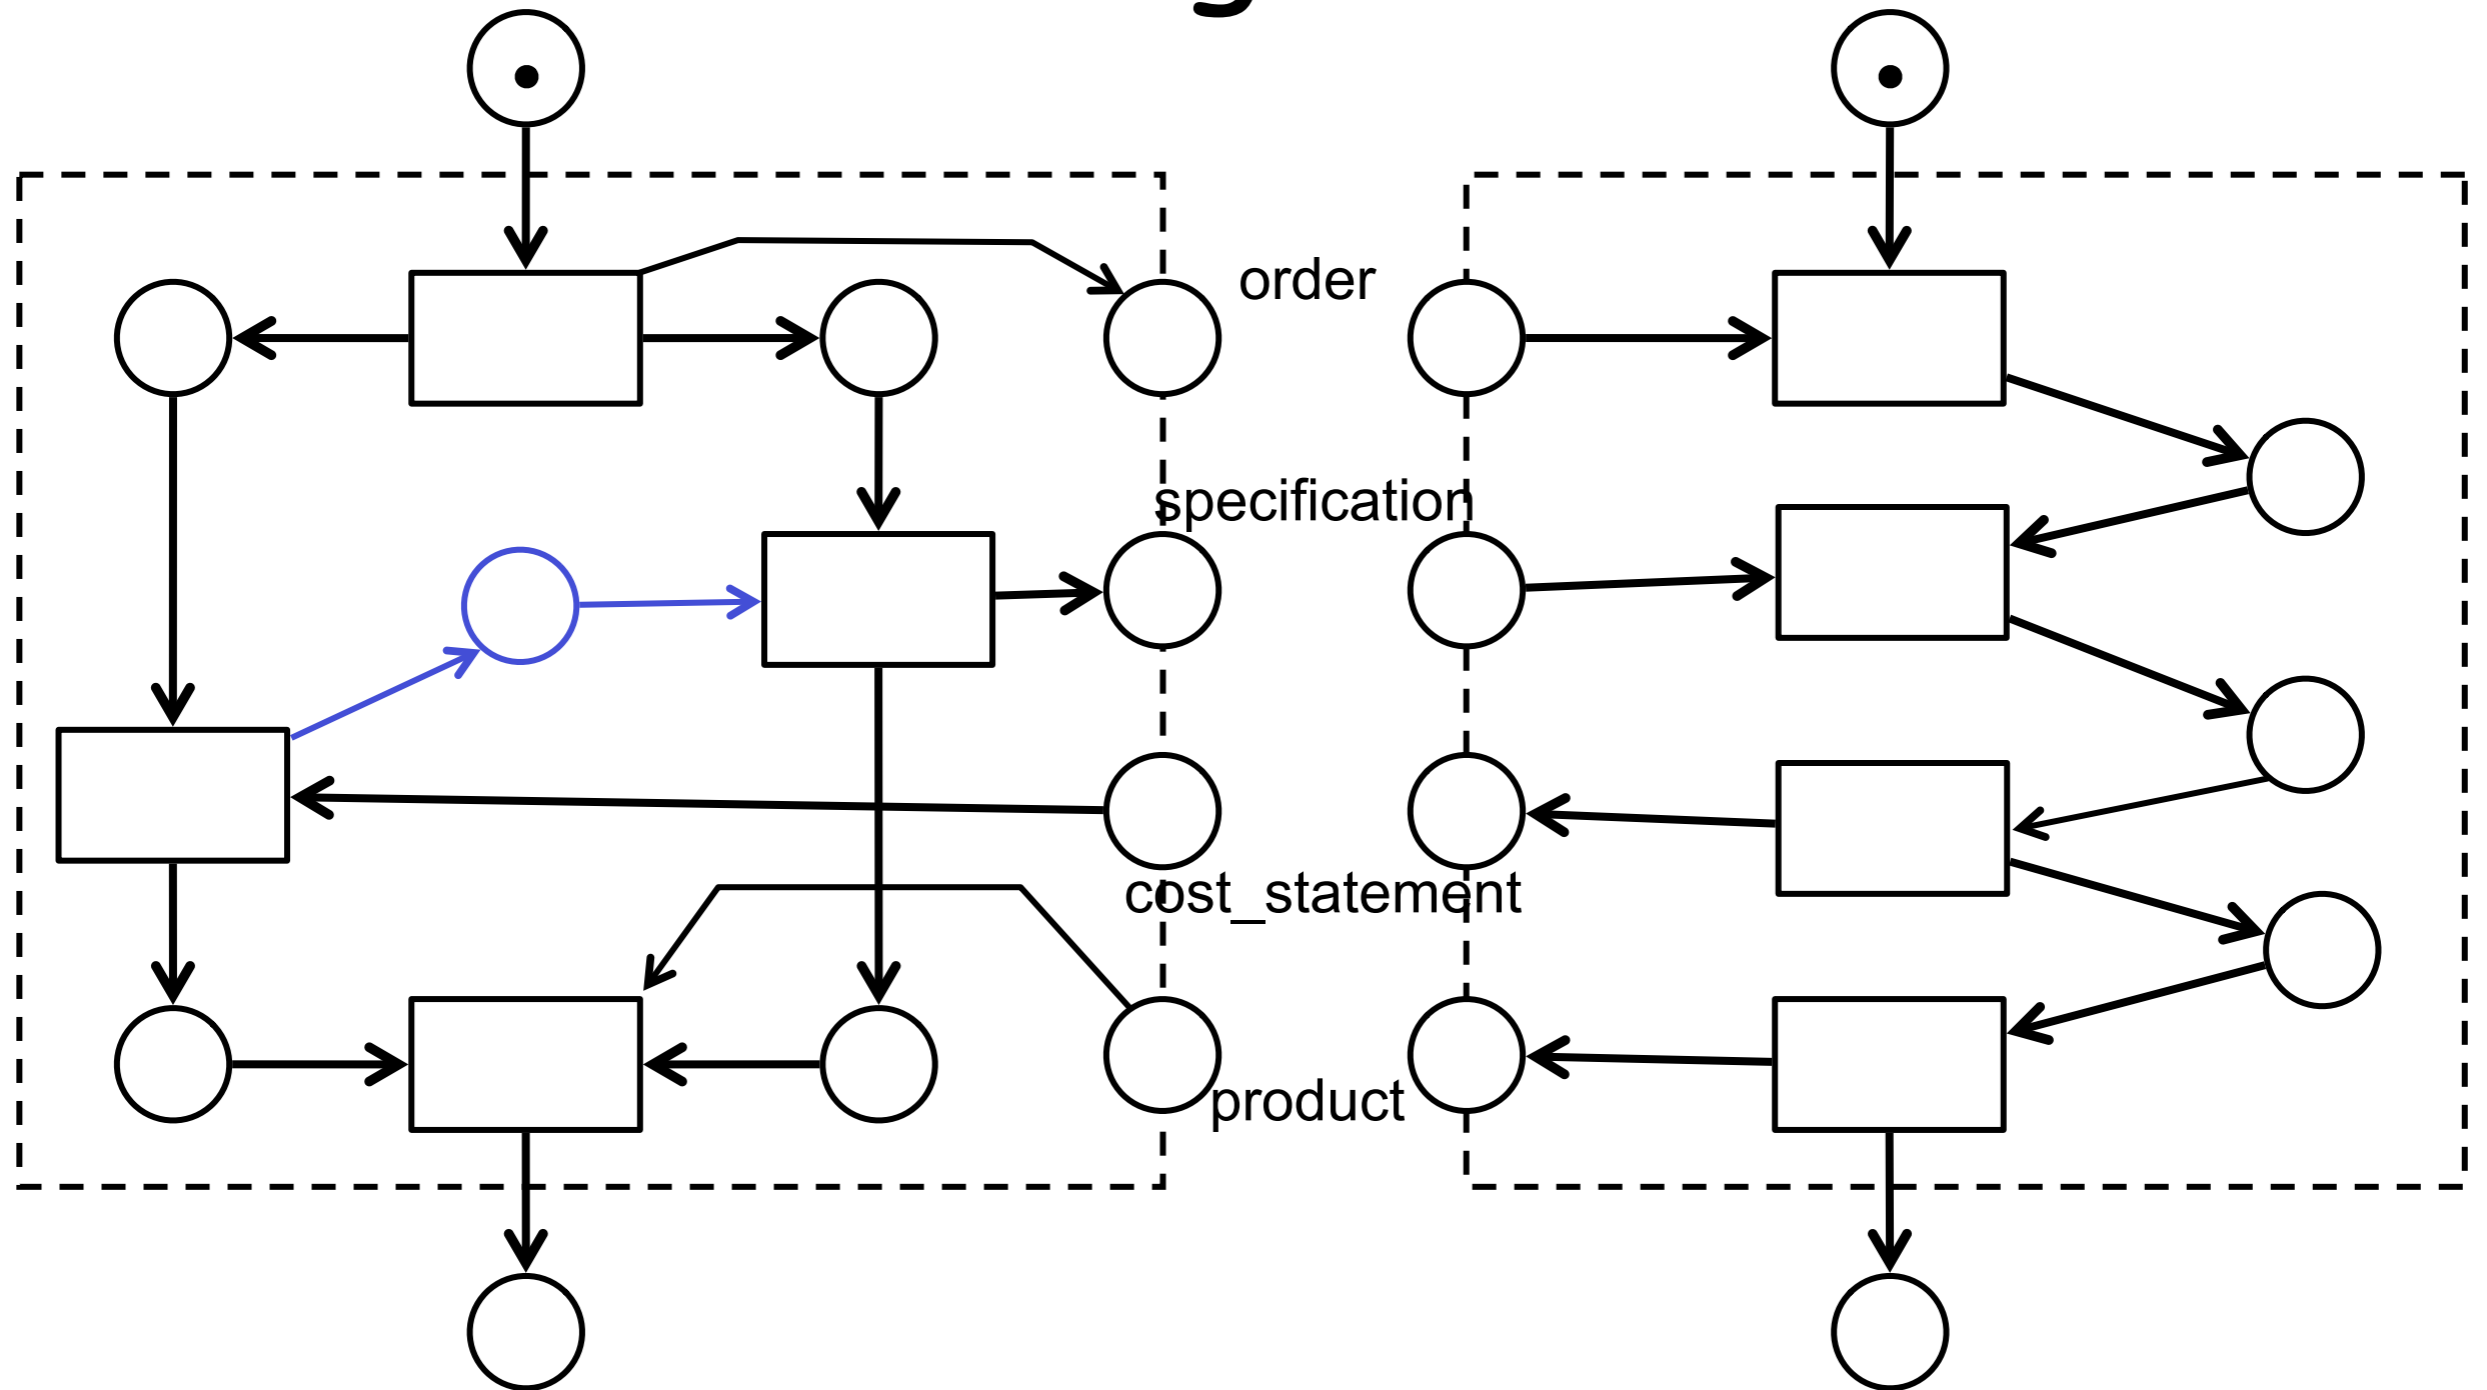 order
specification
cost_statement
product